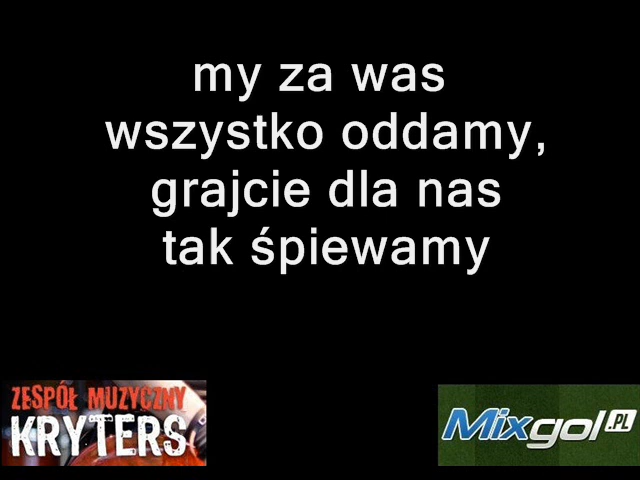 my za was
wszystko oddamy,
grajcie dla nas
tak śpiewamy
ZESPÓŁ MUZYCZNY
KRYTERS
Mixgol.PL